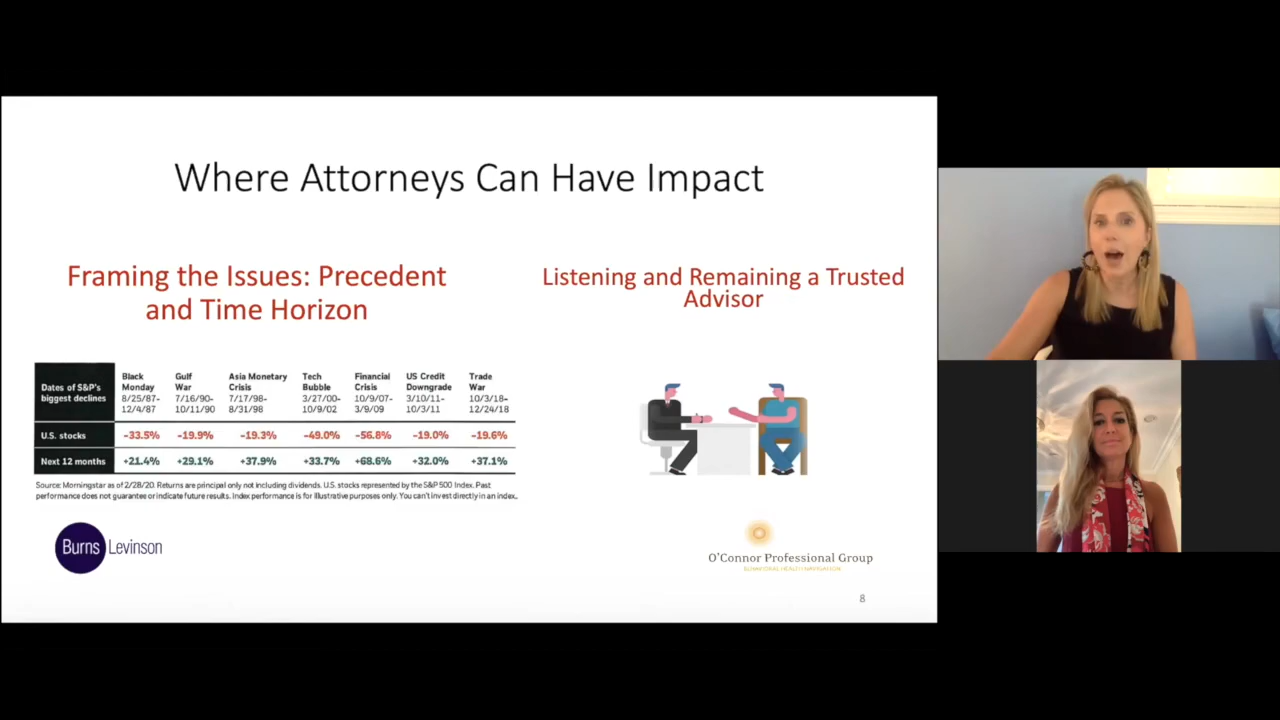 Where Attorneys Can Have Impact
Framing the Issues: Precedent
and Time Horizon
Listening and Remaining a Trusted
Advisor
Dates of S&P's
biggest declines
Black
Monday
8/25/87-
12/4/87
Gulf
War
7/16/90-
10/11/90
Asia Monetary
Crisis
7/17/98-
8/31/98
Tech
Bubble
3/27/00-
10/9/02
Financial
Crisis
10/9/07-
3/9/09
US Credit
Downgrade
3/10/11-
10/3/11
Trade
War
10/3/18-
12/24/18
U.S. stocks -33.5% -19.9% -19.3% -49.0% -56.8% -19.0% -19.6%
Next 12 months +21.4% +29.1% +37.9% +33.7% +68.6% +32.0% +37.1%
Source: Morningstar as of 2/28/20. Returns are principal only not including dividends. U.S. stocks represented by the S&P 500 Index. Past
performance does not guarantee or indicate future results. Index performance is for illustrative purposes only. You can't invest directly in an index.
Burns Levinson
O'Connor Professional Group
BEHAVIORAL HEALTH NAVIGATION
8